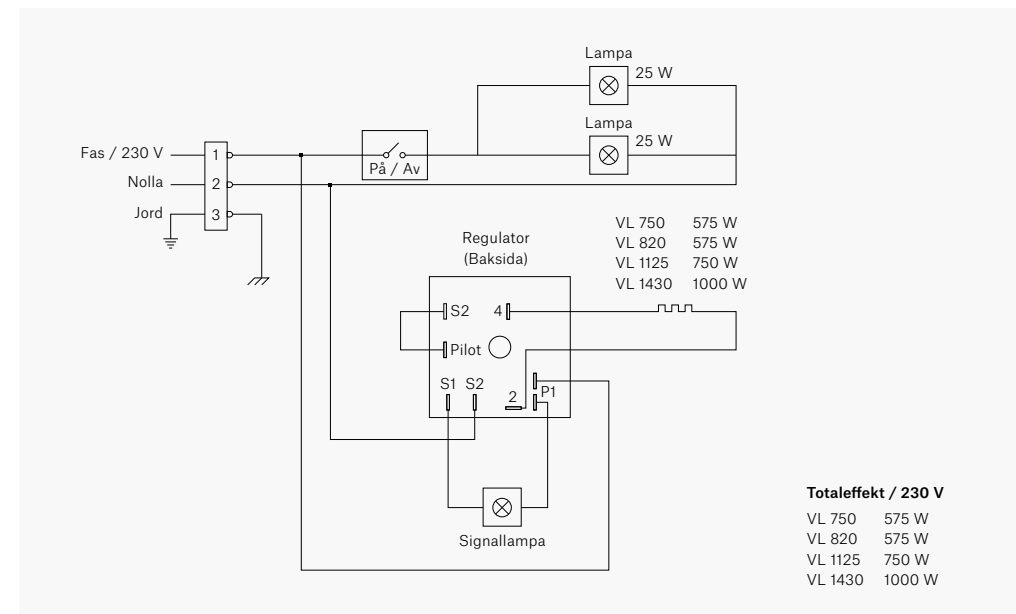 Lampa
25 W
Lampa
25 W
Fas / 230 V
1
På / Av
Nolla
2
Jord
3
VL 750 575 W
VL 820 575 W
VL 1125 750 W
VL 1430 1000 W
Regulator
(Baksida)
S2 4
Pilot
S1 S2 2 P1
Signallampa
Totaleffekt / 230 V
VL 750 575 W
VL 820 575 W
VL 1125 750 W
VL 1430 1000 W